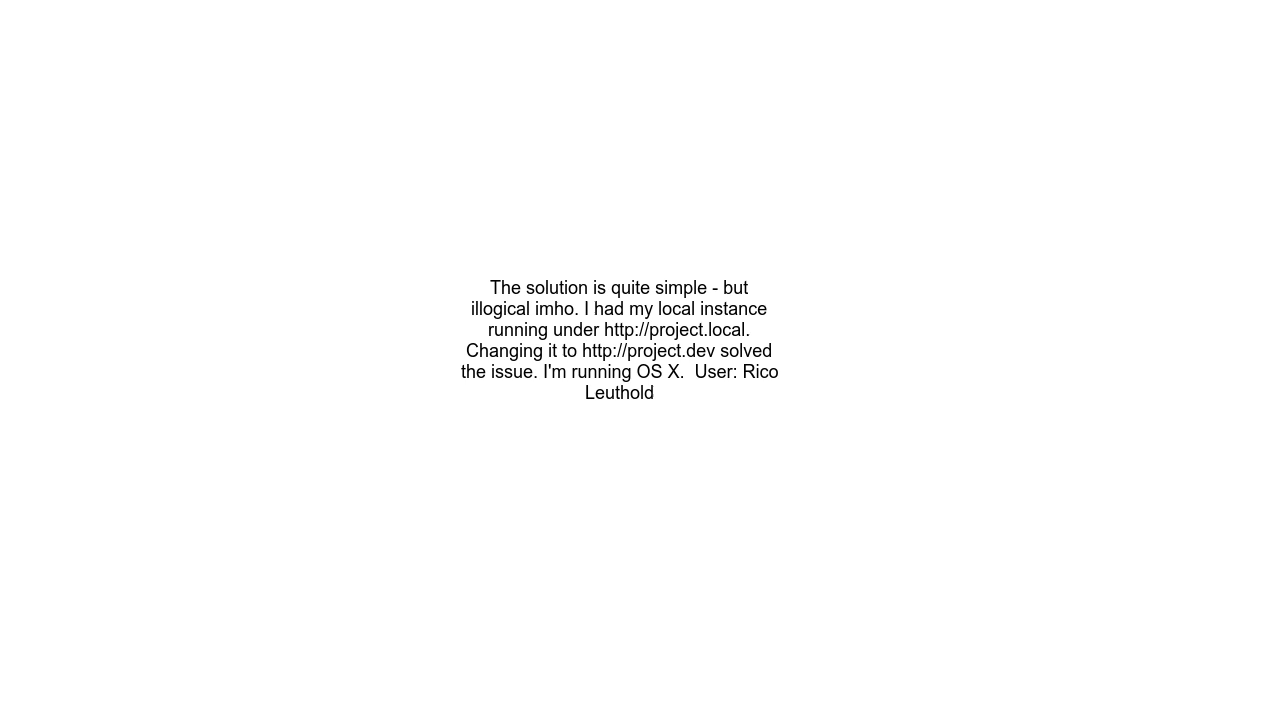 The solution is quite simple - but
illogical imho. I had my local instance
running under http://project.local.
Changing it to http://project.dev solved
the issue. I'm running OS X.  User: Rico
Leuthold